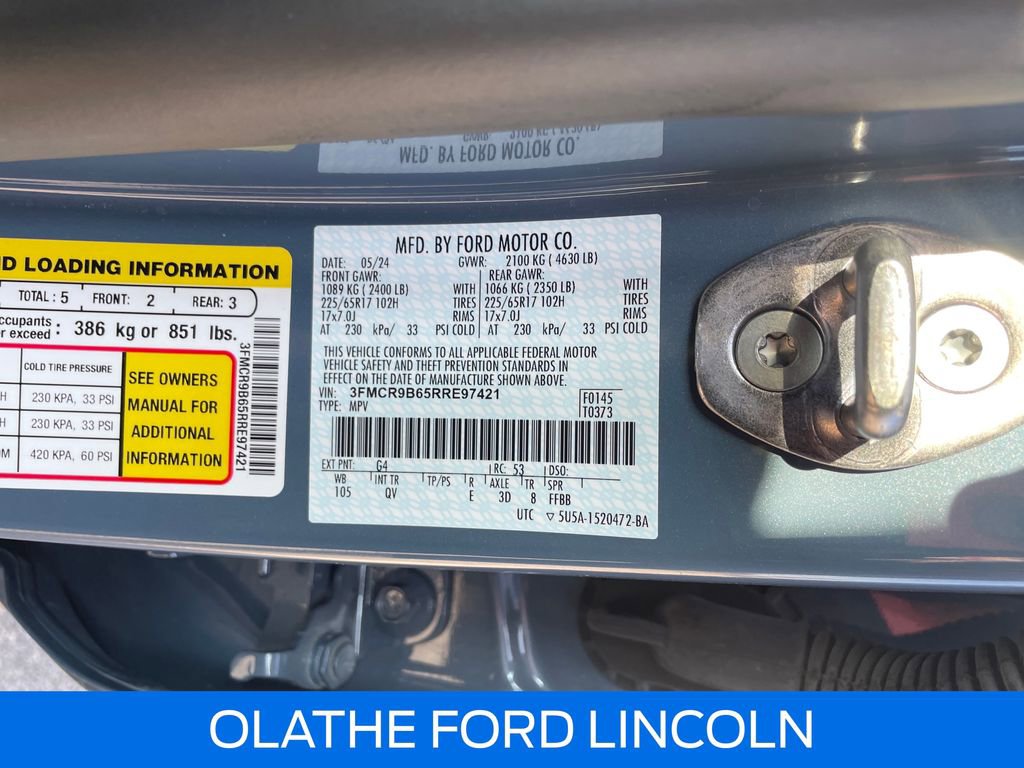 MFD. BY FORD MOTOR CO.
ND LOADING INFORMATION
TOTAL: 5 FRONT: 2 REAR: 3
386 kg or 851 lbs.
exceed
COLD TIRE PRESSURE
230 KPA, 33 PSI
230 KPA, 33 PSI
420 KPA, 60 PSI
SEE OWNERS
MANUAL FOR
ADDITIONAL
INFORMATION
3FMCR9B65RRE97421
MFD. BY FORD MOTOR CO.
DATE: 05/24 GVWR: 2100 KG ( 4630 LB)
FRONT GAWR: REAR GAWR:
1089 KG ( 2400 LB) WITH 1066 KG ( 2350 LB) WITH
225/65R17 102H TIRES 225/65R17 102H TIRES
17x7.0J RIMS 17x7.0J RIMS
AT 230 kPa/ 33 PSI COLD AT 230 kPa/ 33 PSI COLD
THIS VEHICLE CONFORMS TO ALL APPLICABLE FEDERAL MOTOR
VEHICLE SAFETY AND THEFT PREVENTION STANDARDS IN
EFFECT ON THE DATE OF MANUFACTURE SHOWN ABOVE.
VIN: 3FMCR9B65RRE97421 F0145
TYPE: MPV T0373
EXT PNT: G4 RC: 53 DSO:
WB INT TR TP/PS R AXLE TR SPR
105 QV E 3D 8 FFBB
UTC ▽ 5U5A-1520472-BA
OLATHE FORD LINCOLN